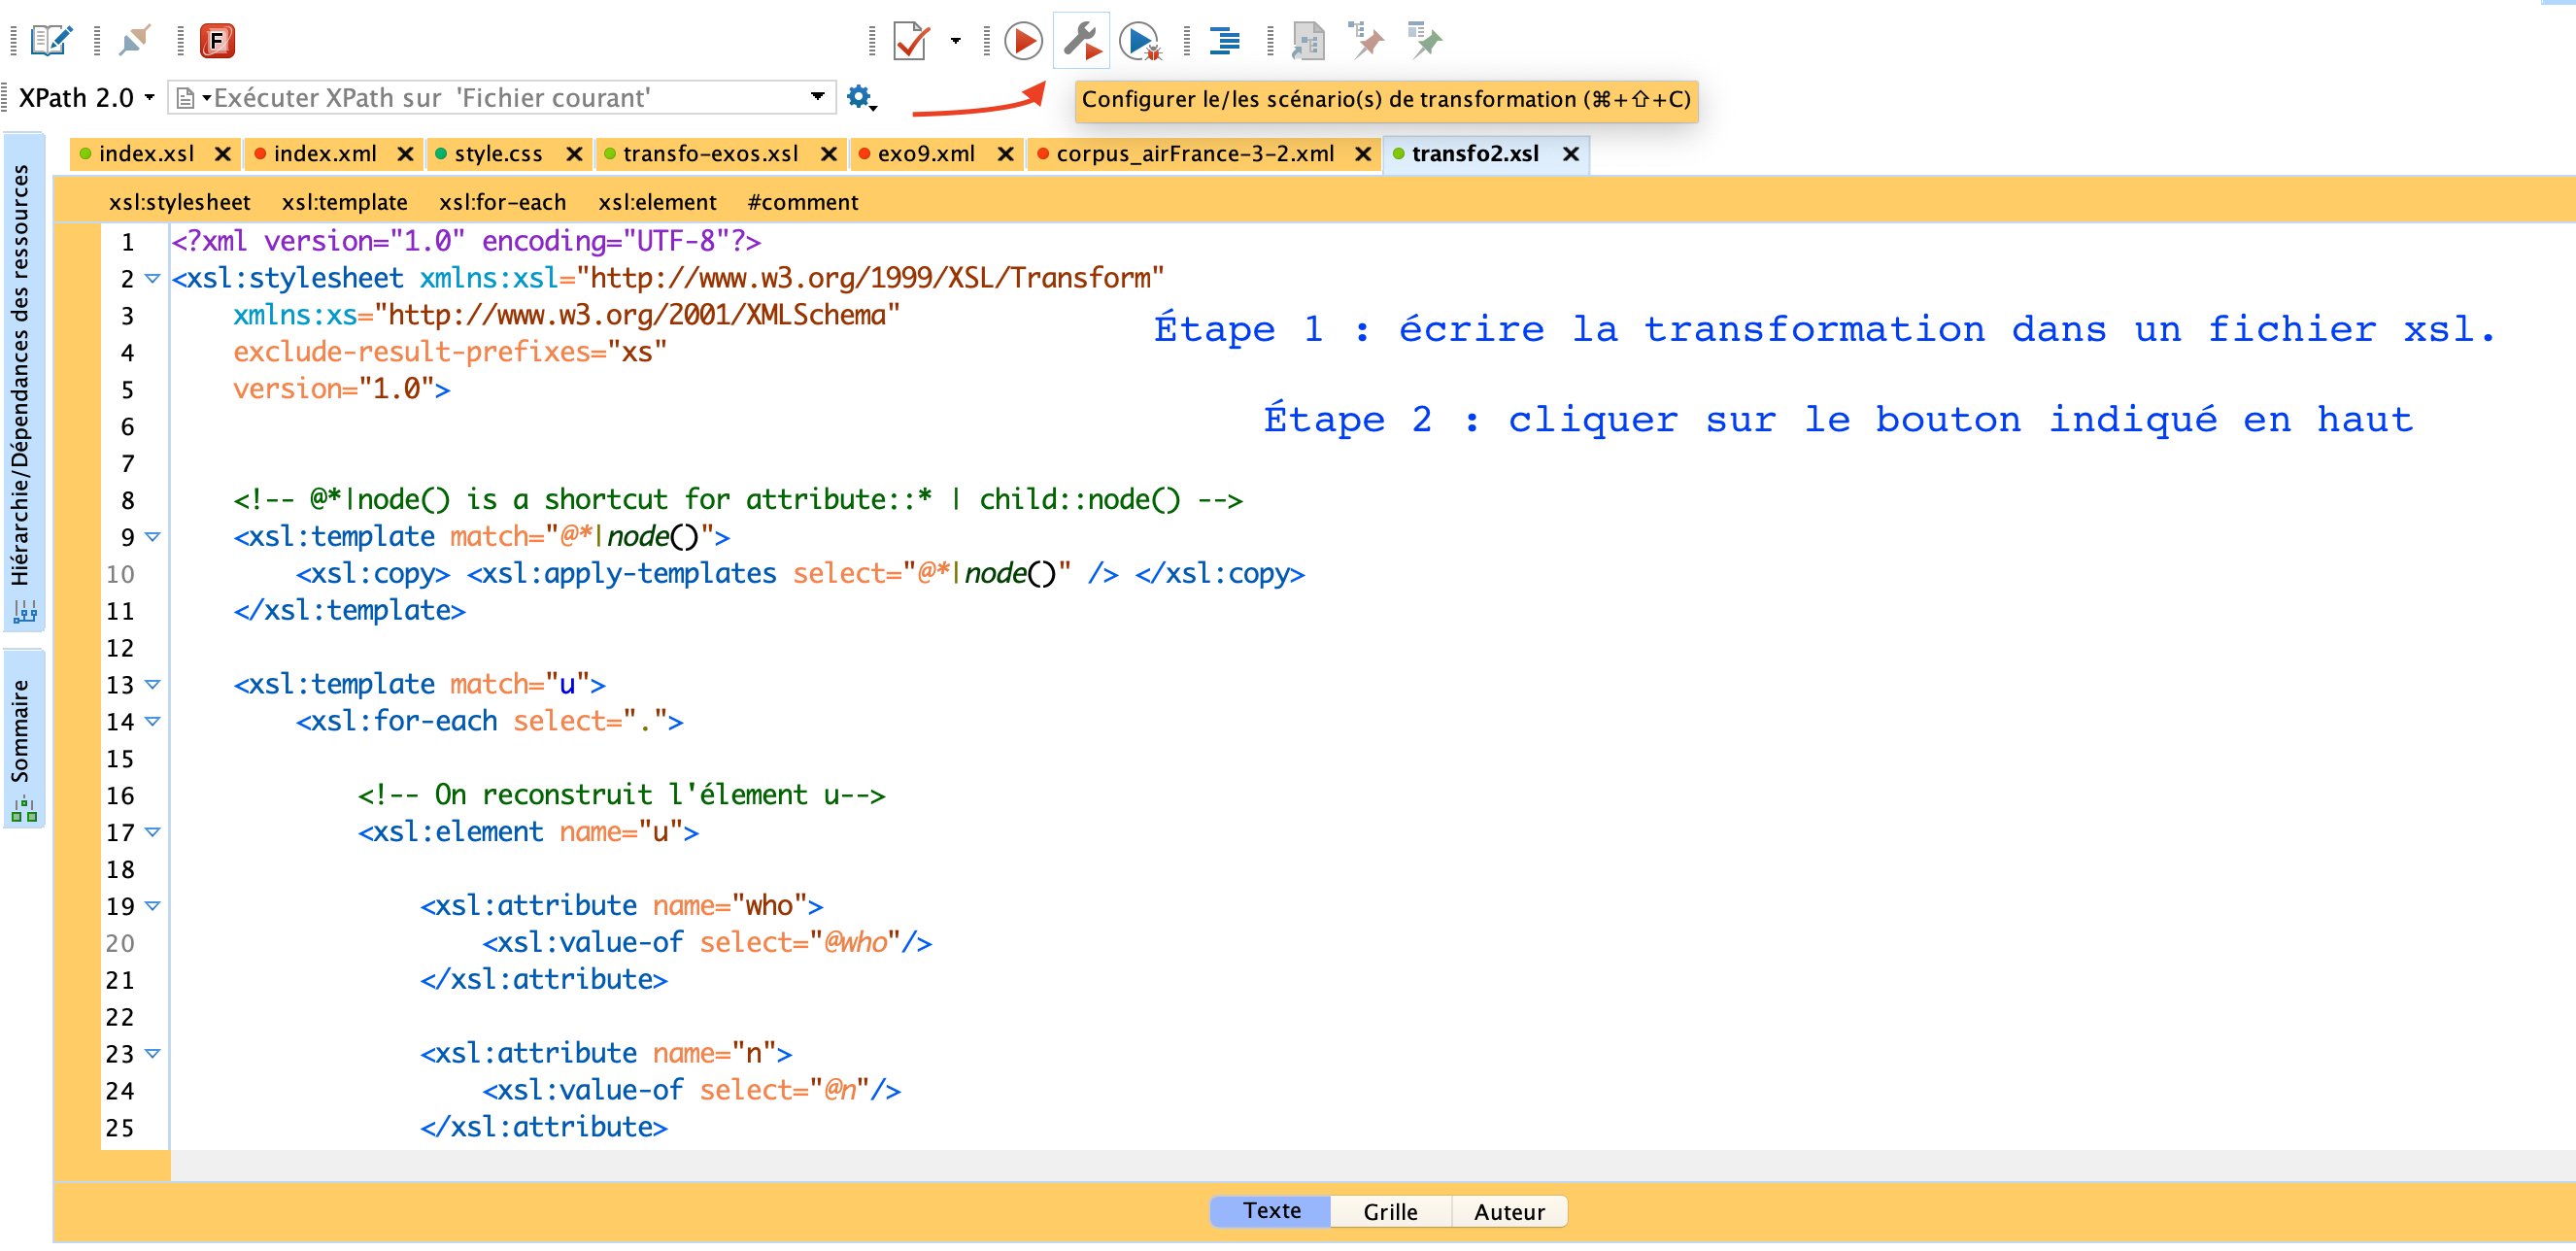 F
XPath 2.0 Exécuter XPath sur 'Fichier courant'
Configurer le/les scénario(s) de transformation (⌘+⇧+C)
index.xsl index.xml style.css transfo-exos.xsl exo9.xml corpus_airFrance-3-2.xml transfo2.xsl
xsl:stylesheet xsl:template xsl:for-each xsl:element #comment
Hiérarchie/Dépendances des ressources
Sommaire
1 <?xml version="1.0" encoding="UTF-8"?>
2 <xsl:stylesheet xmlns:xsl="http://www.w3.org/1999/XSL/Transform"
3 xmlns:xs="http://www.w3.org/2001/XMLSchema"
4 exclude-result-prefixes="xs"
5 version="1.0">
6
7
8 <!-- @*|node() is a shortcut for attribute::* | child::node() -->
9 <xsl:template match="@*|node()">
10 <xsl:copy> <xsl:apply-templates select="@*|node()" /> </xsl:copy>
11 </xsl:template>
12
13 <xsl:template match="u">
14 <xsl:for-each select=".">
15
16 <!-- On reconstruit l'élement u-->
17 <xsl:element name="u">
18
19 <xsl:attribute name="who">
20 <xsl:value-of select="@who"/>
21 </xsl:attribute>
22
23 <xsl:attribute name="n">
24 <xsl:value-of select="@n"/>
25 </xsl:attribute>
Étape 1 : écrire la transformation dans un fichier xsl.
Étape 2 : cliquer sur le bouton indiqué en haut
Texte Grille Auteur